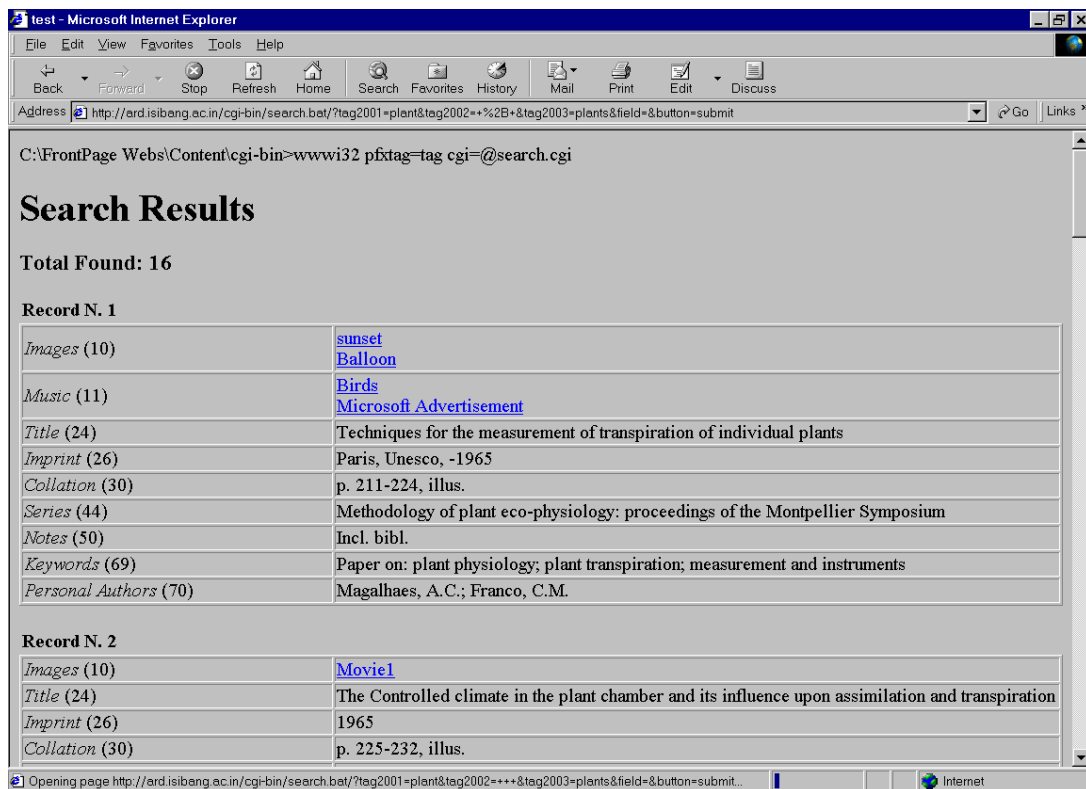 test - Microsoft Internet Explorer
File Edit View Favorites Tools Help
Back Forward Stop Refresh Home Search Favorites History Mail Print Edit Discuss
Address http://ard.isibang.ac.in/cgi-bin/search.bat/?tag2001=plant&tag2002=+%2B+&tag2003=plants&field=&button=submit Go Links »
C:\FrontPage Webs\Content\cgi-bin>wwwi32 pfxtag=tag cgi=@search.cgi
Search Results
Total Found: 16
Record N. 1
Images (10) sunset
Balloon
Music (11) Birds
Microsoft Advertisement
Title (24) Techniques for the measurement of transpiration of individual plants
Imprint (26) Paris, Unesco, -1965
Collation (30) p. 211-224, illus.
Series (44) Methodology of plant eco-physiology: proceedings of the Montpellier Symposium
Notes (50) Incl. bibl.
Keywords (69) Paper on: plant physiology; plant transpiration; measurement and instruments
Personal Authors (70) Magalhaes, A.C.; Franco, C.M.
Record N. 2
Images (10) Movie1
Title (24) The Controlled climate in the plant chamber and its influence upon assimilation and transpiration
Imprint (26) 1965
Collation (30) p. 225-232, illus.
Opening page http://ard.isibang.ac.in/cgi-bin/search.bat/?tag2001=plant&tag2002=+++&tag2003=plants&field=&button=submit... Internet